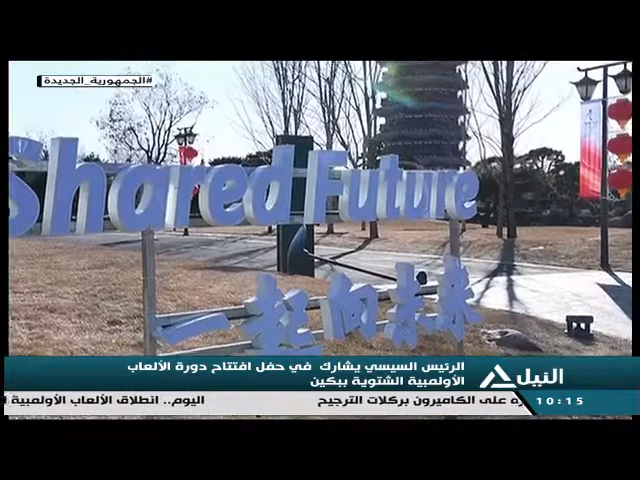 #الجمهورية_الجديدة
Shared Future
一起向未来
الرئيس السيسي يشارك في حفل افتتاح دورة الألعاب
الأولمبية الشتوية ببكين
النيل
على الكاميرون بركلات الترجيح
اليوم.. انطلاق الألعاب الأولمبية
10:15